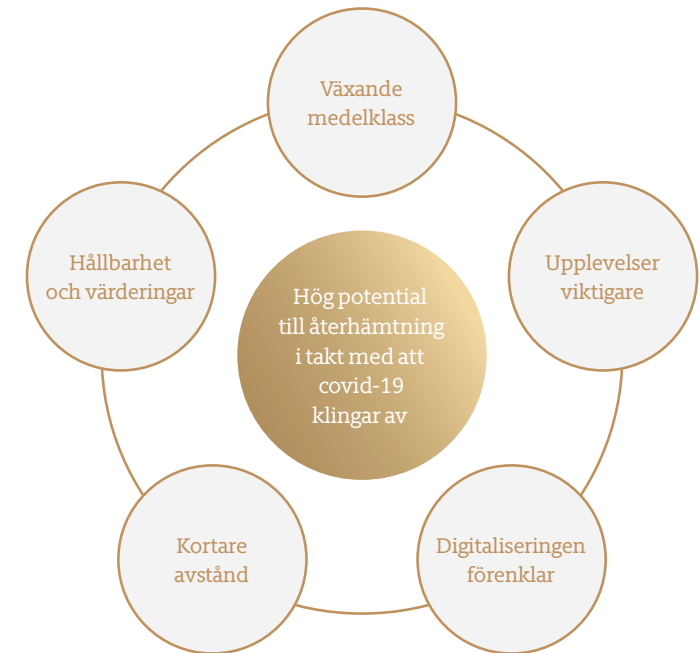 Växande
medelklass
Upplevelser
viktigare
Digitaliseringen
förenklar
Kortare
avstånd
Hållbarhet
och värderingar
Hög potential
till återhämtning
i takt med att
covid-19
klingar av